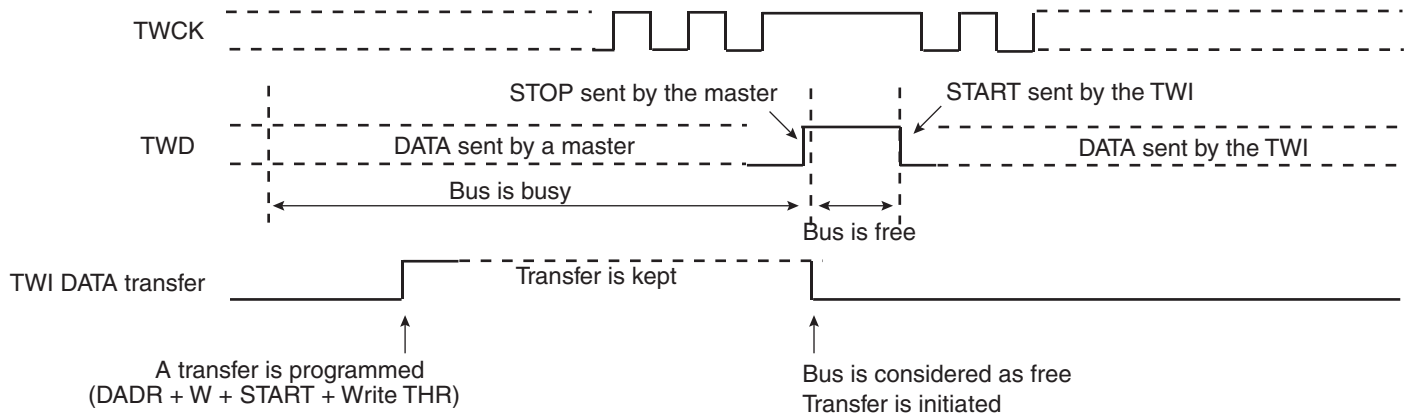 TWCK
STOP sent by the master
START sent by the TWI
TWD
DATA sent by a master
DATA sent by the TWI
Bus is busy
Bus is free
TWI DATA transfer
Transfer is kept
A transfer is programmed
(DADR + W + START + Write THR)
Bus is considered as free
Transfer is initiated